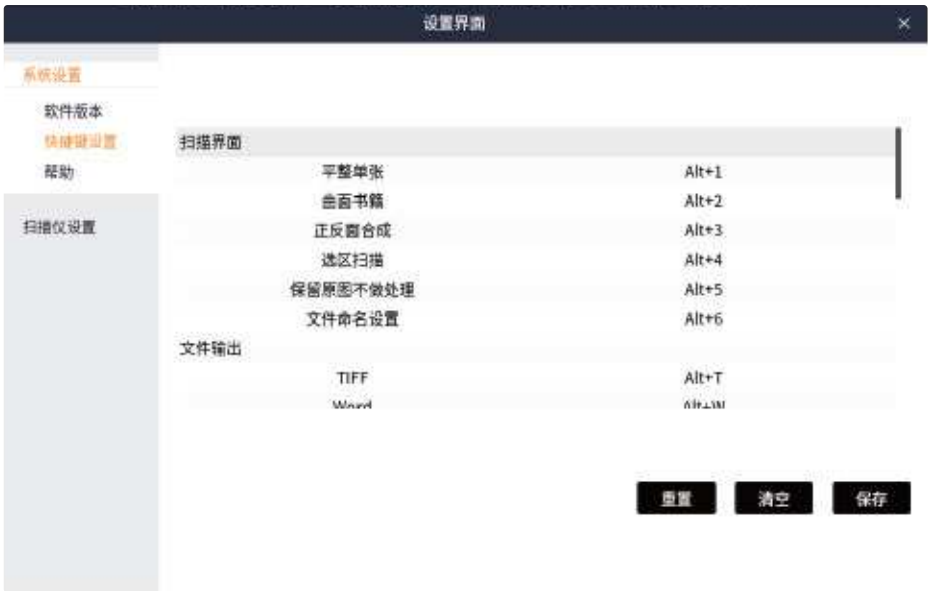 设置界面 ×
系统设置
软件版本
快捷键设置
帮助
扫描仪设置
扫描界面
平整单张 Alt+1
曲面书籍 Alt+2
正反面合成 Alt+3
选区扫描 Alt+4
保留原图不做处理 Alt+5
文件命名设置 Alt+6
文件输出
TIFF Alt+T
Word Alt+W
重置 清空 保存